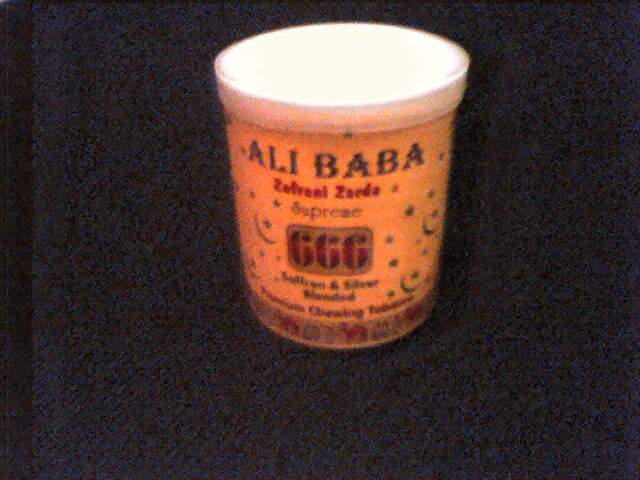 ALI BABA
Zafrani Zarda
Supreme
666
Saffron & Silver
Blended
Premium Chewing Tobacco